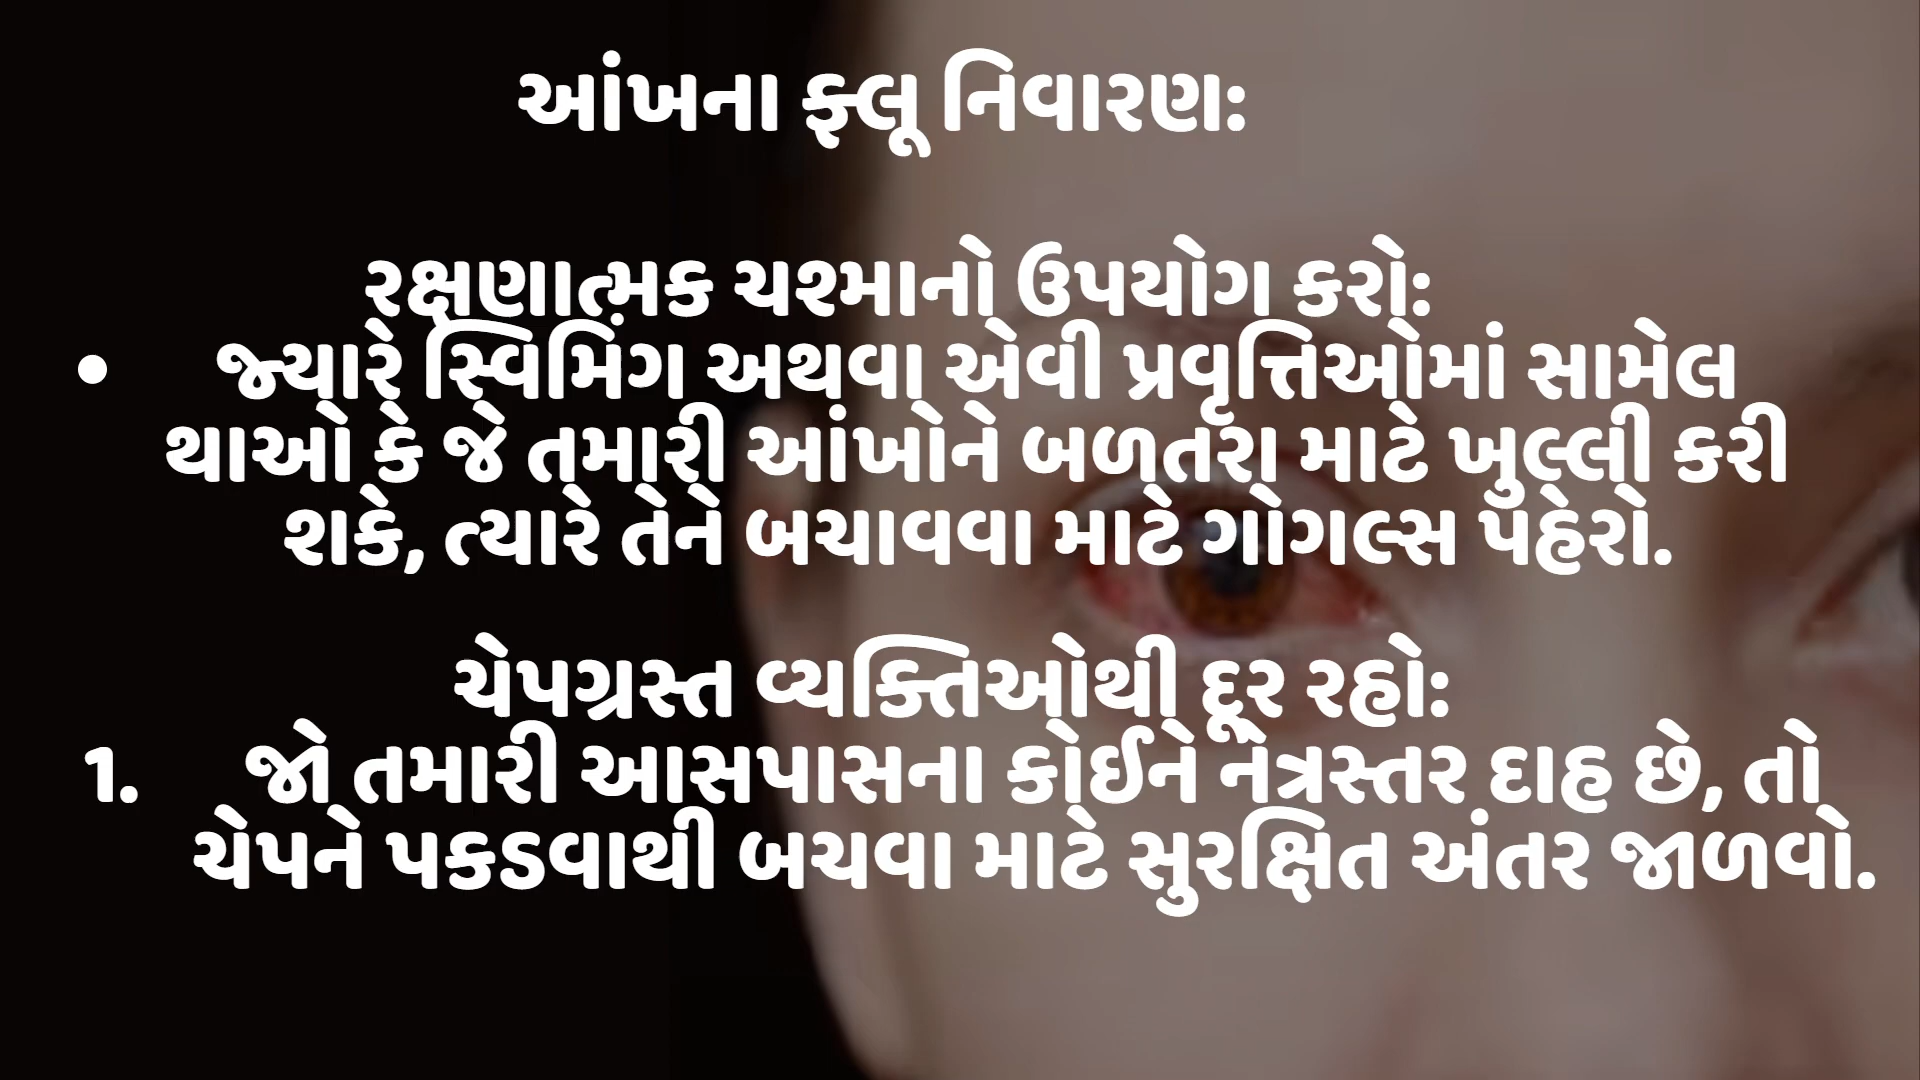 આંખના ફ્લૂ નિવારણ:
રક્ષણાત્મક ચશ્માનો ઉપયોગ કરો:
• જ્યારે સ્વિમિંગ અથવા એવી પ્રવૃત્તિઓમાં સામેલ
થાઓ કે જે તમારી આંખોને બળતરા માટે ખુલ્લી કરી
શકે, ત્યારે તેને બચાવવા માટે ગોગલ્સ પહેરો.
ચેપગ્રસ્ત વ્યક્તિઓથી દૂર રહો:
1. જો તમારી આસપાસના કોઈને નેત્રસ્તર દાહ છે, તો
ચેપને પકડવાથી બચવા માટે સુરક્ષિત અંતર જાળવો.